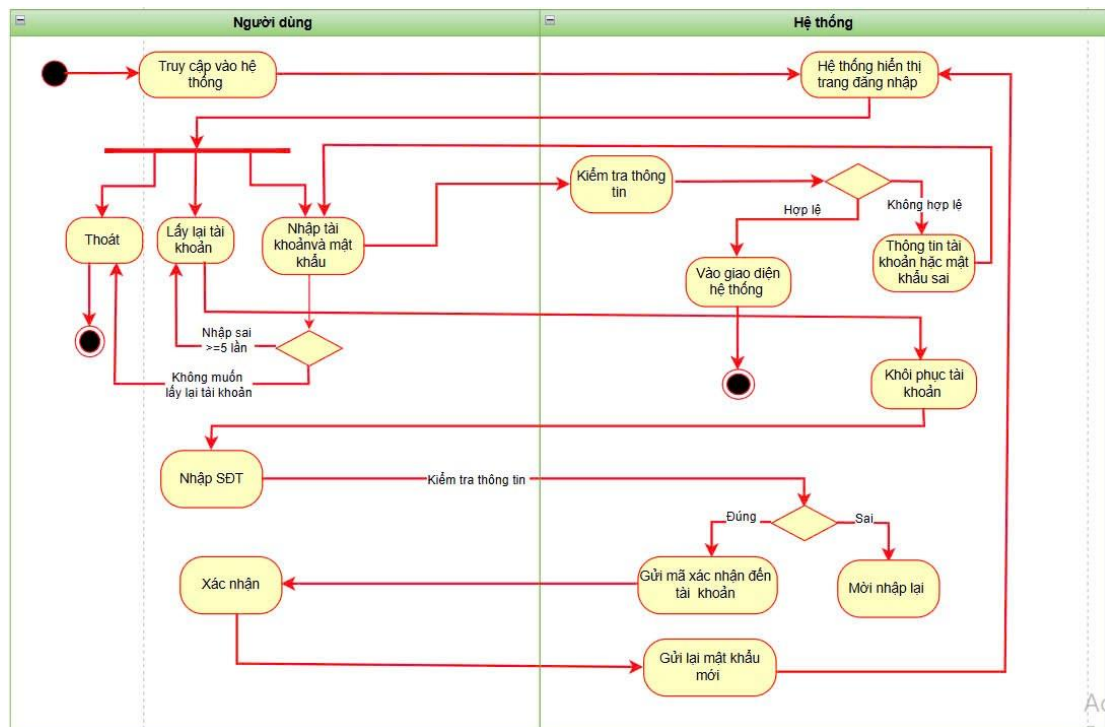 Người dùng
Hệ thống
Truy cập vào hệ
thống
Hệ thống hiển thị
trang đăng nhập
Thoát
Lấy lại tài
khoản
Nhập tài
khoảnvà mật
khẩu
Kiểm tra thông
tin
Hợp lệ
Không hợp lệ
Thông tin tài
khoản hặc mật
khẩu sai
Vào giao diện
hệ thống
Nhập sai
>=5 lần
Không muốn
lấy lại tài khoản
Khôi phục tài
khoản
Nhập SĐT
Kiểm tra thông tin
Đúng
Sai
Xác nhận
Gửi mã xác nhận đến
tài khoản
Mời nhập lại
Gửi lại mật khẩu
mới